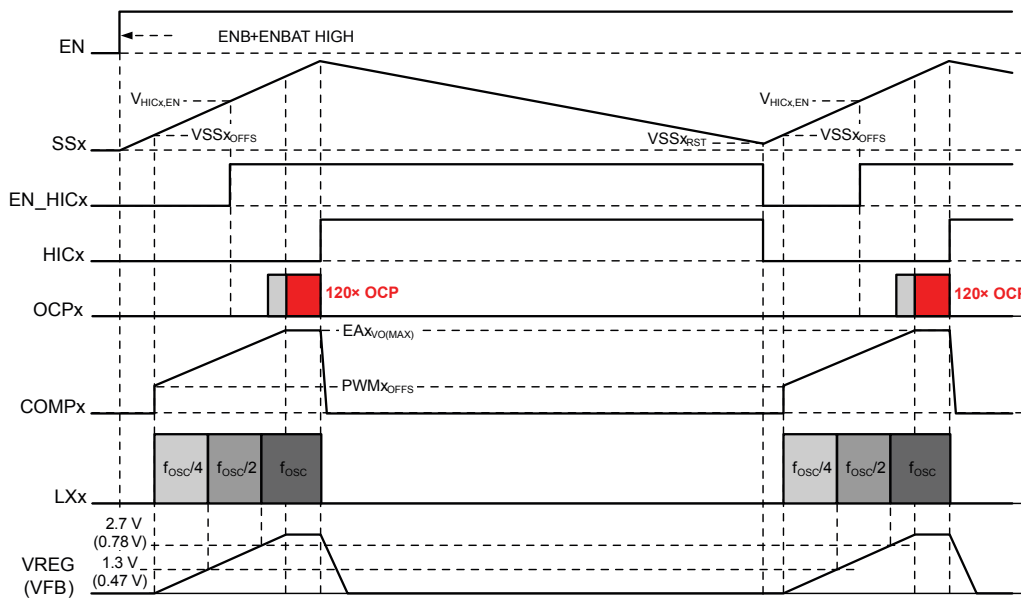 EN
ENB+ENBAT HIGH
VHICx,EN
VHICx,EN
VSSxOFFS
VSSxRST
VSSxOFFS
SSx
EN_HICx
HICx
OCPx
120× OCP
120× OCP
EAxVO(MAX)
PWMxOFFS
COMPx
fOSC/4 fOSC/2 fOSC
fOSC/4 fOSC/2 fOSC
LXx
2.7 V
(0.78 V)
1.3 V
(0.47 V)
VREG
(VFB)